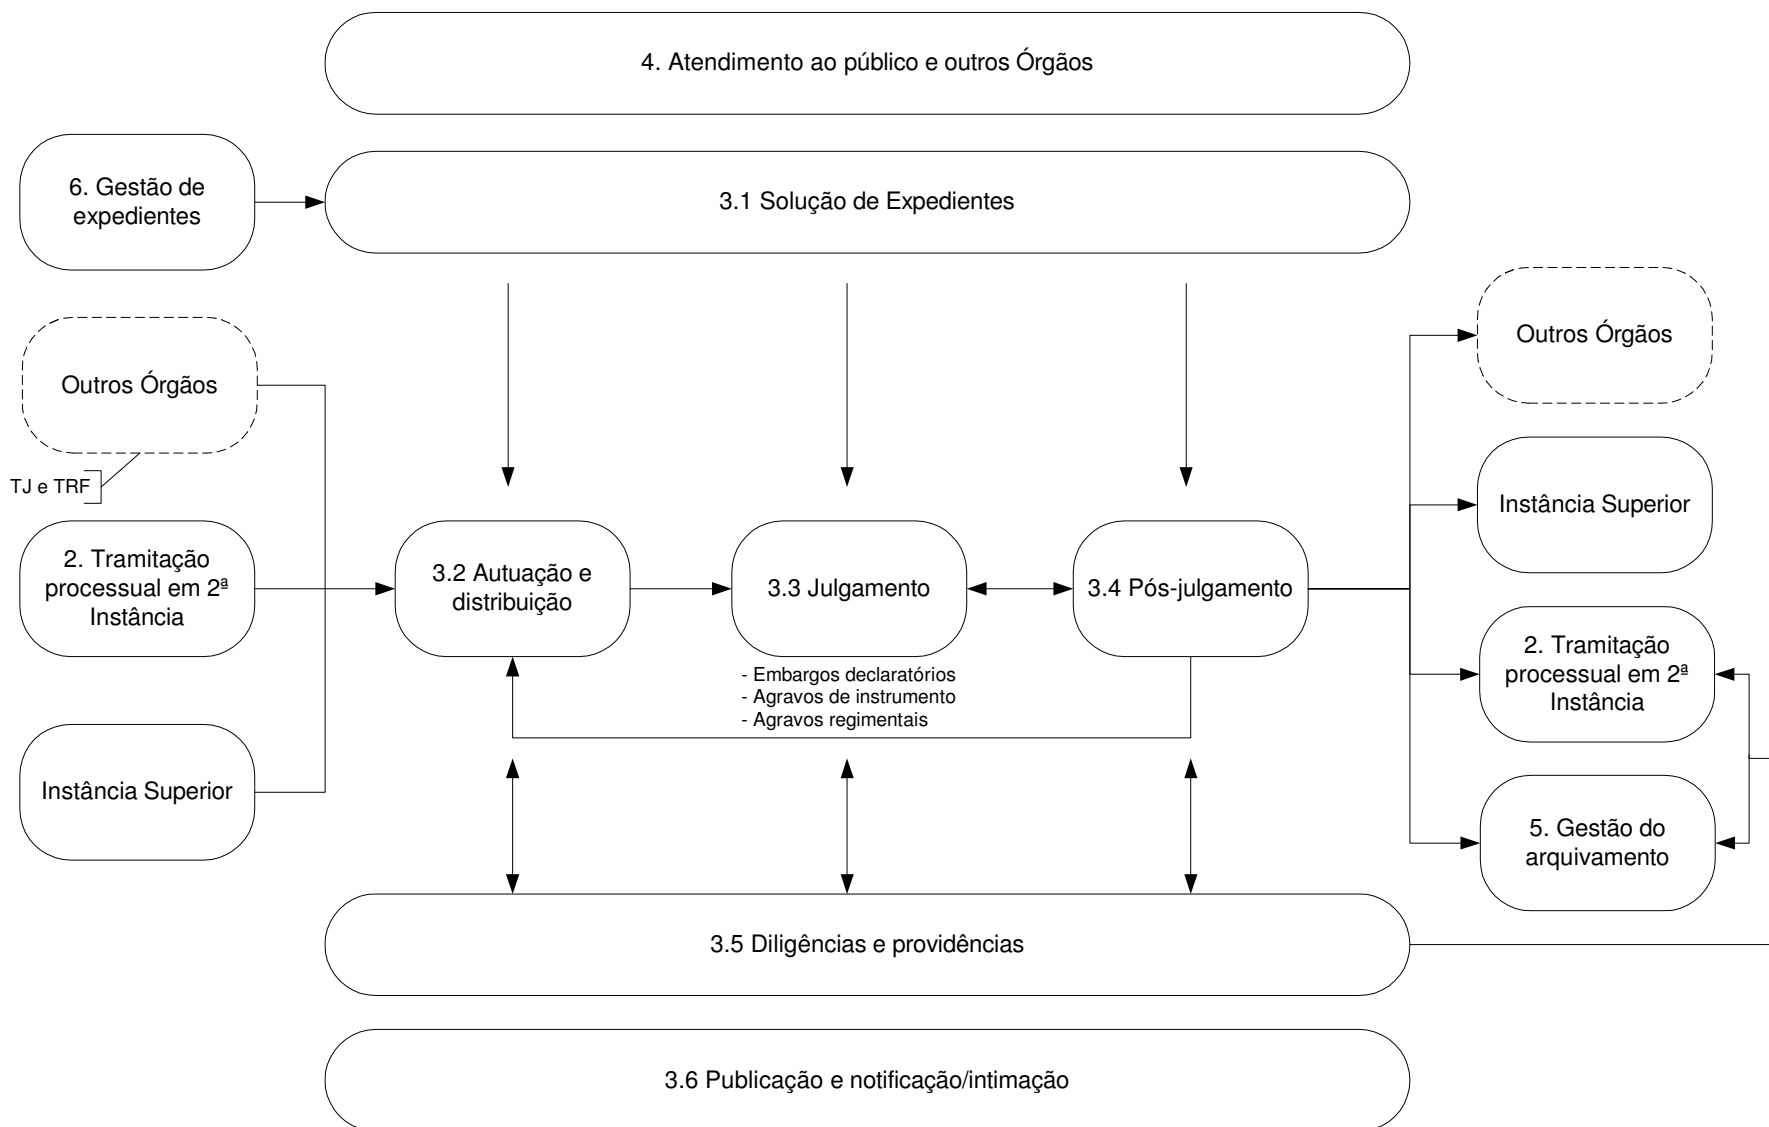 4. Atendimento ao público e outros Órgãos
6. Gestão de
expedientes
3.1 Solução de Expedientes
Outros Órgãos
TJ e TRF
2. Tramitação
processual em 2ª
Instância
Instância Superior
3.2 Autuação e
distribuição
3.3 Julgamento
3.4 Pós-julgamento
- Embargos declaratórios
- Agravos de instrumento
- Agravos regimentais
Outros Órgãos
Instância Superior
2. Tramitação
processual em 2ª
Instância
5. Gestão do
arquivamento
3.5 Diligências e providências
3.6 Publicação e notificação/intimação